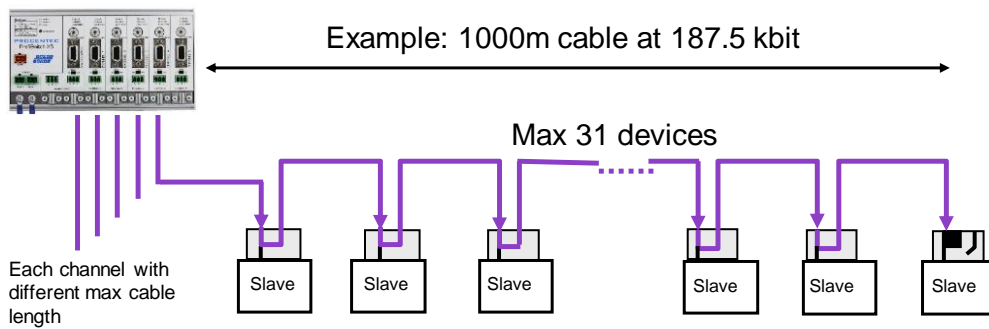 PROCENTEC
Example: 1000m cable at 187.5 kbit
Max 31 devices
Slave
Slave
Slave
Slave
Slave
Slave
Each channel with
different max cable
length